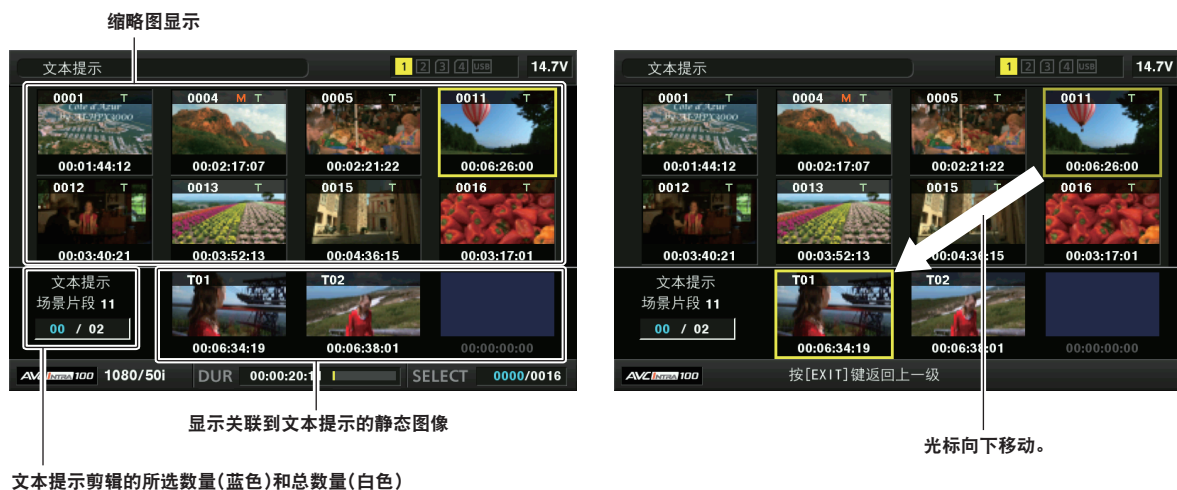 缩略图显示
文本提示
1 2 3 4 USB 14.7V
0001 T
0004 M T
0005 T
0011 T
00:01:44:12
00:02:17:07
00:02:21:22
00:06:26:00
0012 T
0013 T
0015 T
0016 T
00:03:40:21
00:03:52:13
00:04:36:15
00:03:17:01
文本提示
场景片段 11
00 / 02
T01
T02
00:06:34:19
00:06:38:01
00:00:00:00
AVC INTRA 100 1080/50i DUR 00:00:20: SELECT 0000/0016
显示关联到文本提示的静态图像
文本提示剪辑的所选数量(蓝色)和总数量(白色)
文本提示
1 2 3 4 USB 14.7V
0001 T
0004 M T
0005 T
0011 T
00:01:44:12
00:02:17:07
00:02:21:22
00:06:26:00
0012 T
0013 T
0015 T
0016 T
00:03:40:21
00:03:52:13
00:04:36:15
00:03:17:01
文本提示
场景片段 11
00 / 02
T01
T02
00:06:34:19
00:06:38:01
00:00:00:00
AVC INTRA 100 按[EXIT]键返回上一级
光标向下移动。